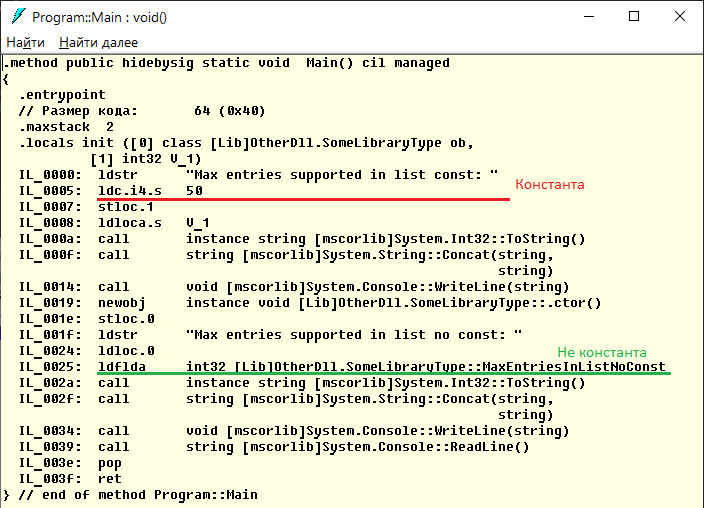 Program::Main : void()
Найти Найти далее
.method public hidebysig static void  Main() cil managed
{
  .entrypoint
  // Размер кода:       64 (0x40)
  .maxstack  2
  .locals init ([0] class [Lib]OtherDll.SomeLibraryType ob,
           [1] int32 V_1)
  IL_0000:  ldstr      "Max entries supported in list const: "
  IL_0005:  ldc.i4.s   50 Константа
  IL_0007:  stloc.1
  IL_0008:  ldloca.s   V_1
  IL_000a:  call       instance string [mscorlib]System.Int32::ToString()
  IL_000f:  call       string [mscorlib]System.String::Concat(string,
                                                              string)
  IL_0014:  call       void [mscorlib]System.Console::WriteLine(string)
  IL_0019:  newobj     instance void [Lib]OtherDll.SomeLibraryType::.ctor()
  IL_001e:  stloc.0
  IL_001f:  ldstr      "Max entries supported in list no const: "
  IL_0024:  ldloc.0 Не константа
  IL_0025:  ldflda     int32 [Lib]OtherDll.SomeLibraryType::MaxEntriesInListNoConst
  IL_002a:  call       instance string [mscorlib]System.Int32::ToString()
  IL_002f:  call       string [mscorlib]System.String::Concat(string,
                                                              string)
  IL_0034:  call       void [mscorlib]System.Console::WriteLine(string)
  IL_0039:  call       string [mscorlib]System.Console::ReadLine()
  IL_003e:  pop
  IL_003f:  ret
} // end of method Program::Main